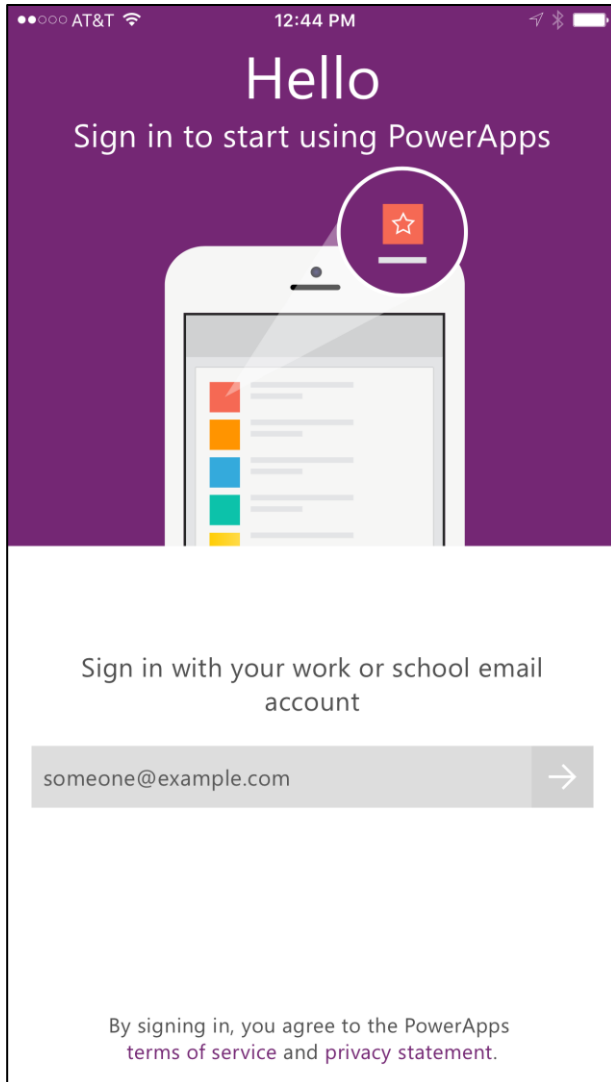 AT&T 12:44 PM
Hello
Sign in to start using PowerApps
Sign in with your work or school email
account
someone@example.com
By signing in, you agree to the PowerApps
terms of service and privacy statement.